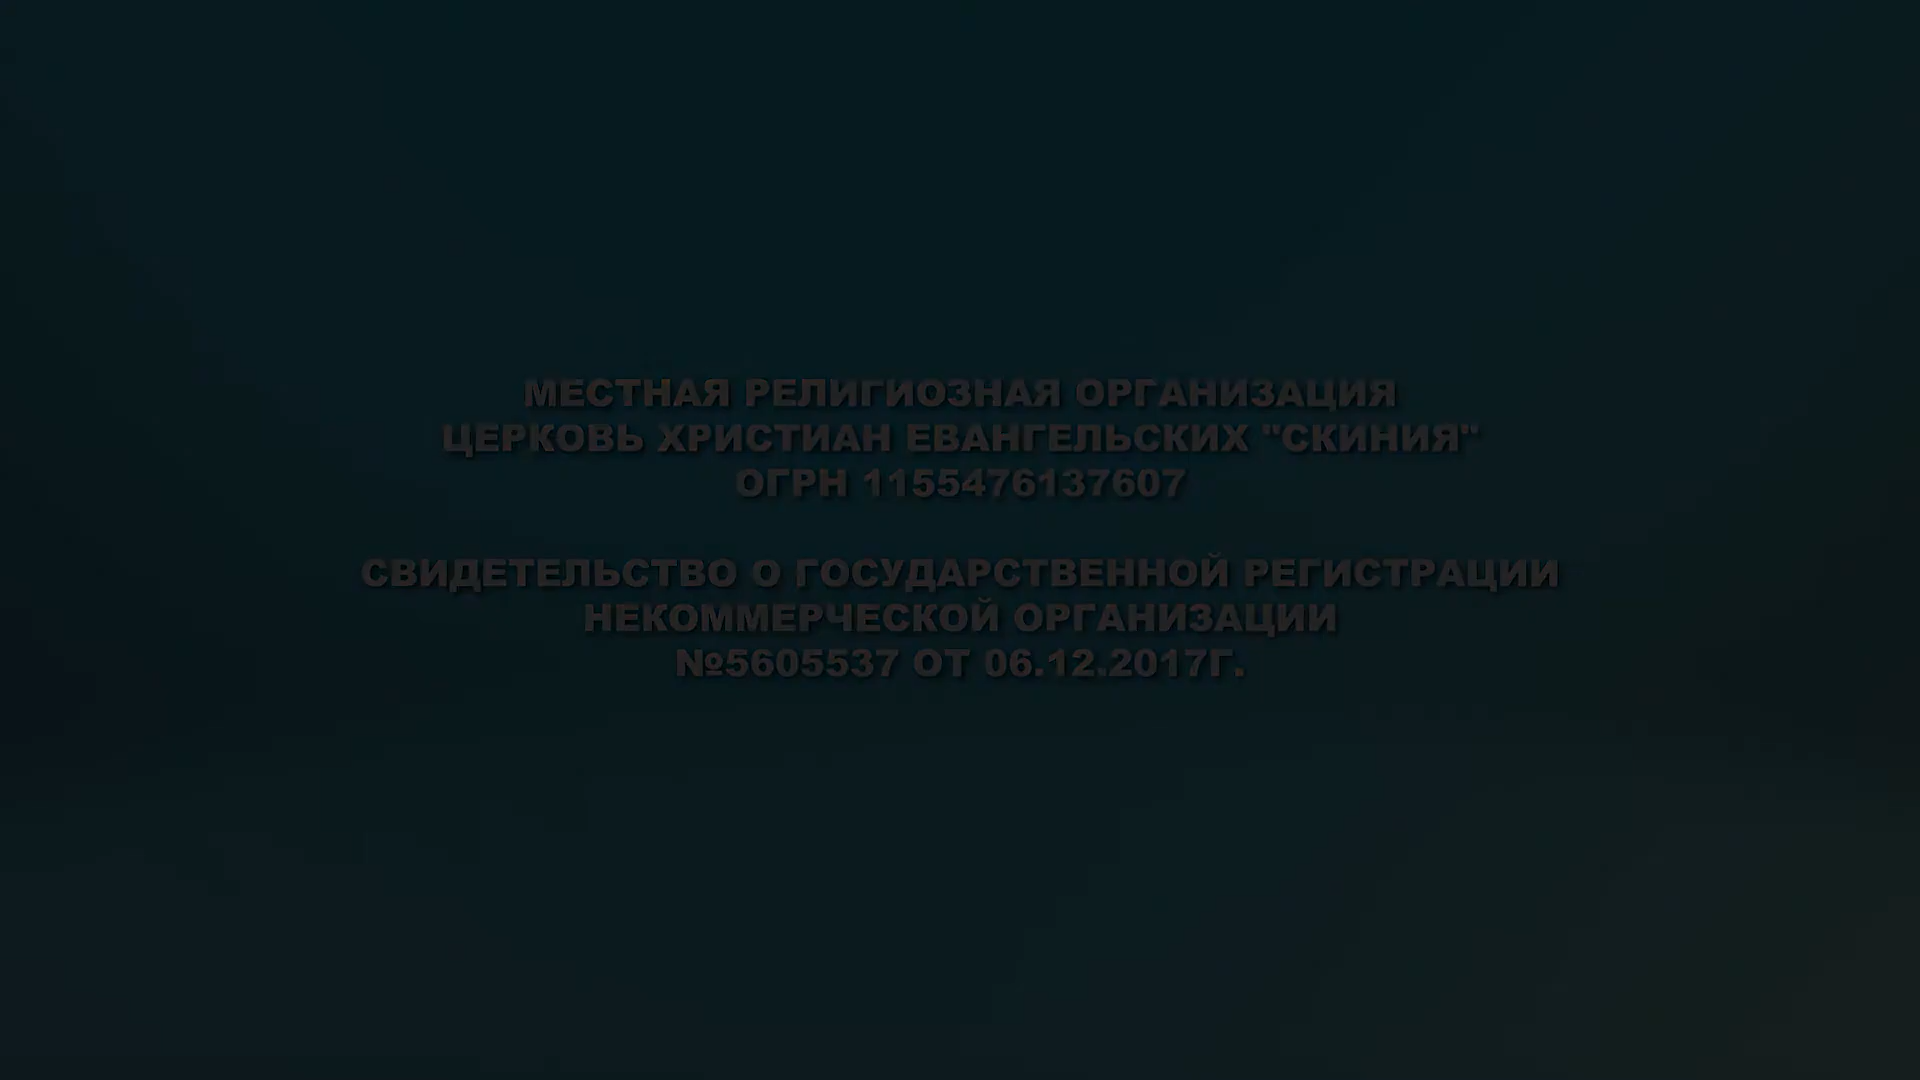 МЕСТНАЯ РЕЛИГИОЗНАЯ ОРГАНИЗАЦИЯ
ЦЕРКОВЬ ХРИСТИАН ЕВАНГЕЛЬСКИХ "СКИНИЯ"
ОГРН 1155476137607
СВИДЕТЕЛЬСТВО О ГОСУДАРСТВЕННОЙ РЕГИСТРАЦИИ
НЕКОММЕРЧЕСКОЙ ОРГАНИЗАЦИИ
№5605537 ОТ 06.12.2017Г.